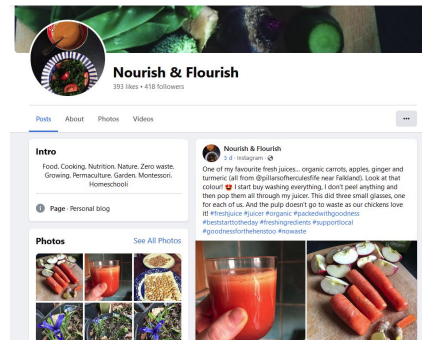 Nourish & Flourish
393 likes • 418 followers
Posts
About
Photos
Videos
Intro
Food. Cooking. Nutrition. Nature. Zero waste.
Growing. Permaculture. Garden. Montessori.
Homeschooli
Page · Personal blog
Photos
See All Photos
Nourish & Flourish
5 d · Instagram ·
One of my favourite fresh juices... organic carrots, apples, ginger and
turmeric (all from @pillarsofherculesfife near Falkland). Look at that
colour! 😍 I start buy washing everything, I don't peel anything and
then pop them all through my juicer. This did three small glasses, one
for each of us. And the pulp doesn't go to waste as our chickens love
it! #freshjuice #juicer #organic #packedwithgoodness
#beststarttotheday #freshingredients #supportlocal
#goodnessforthehenstoo #nowaste